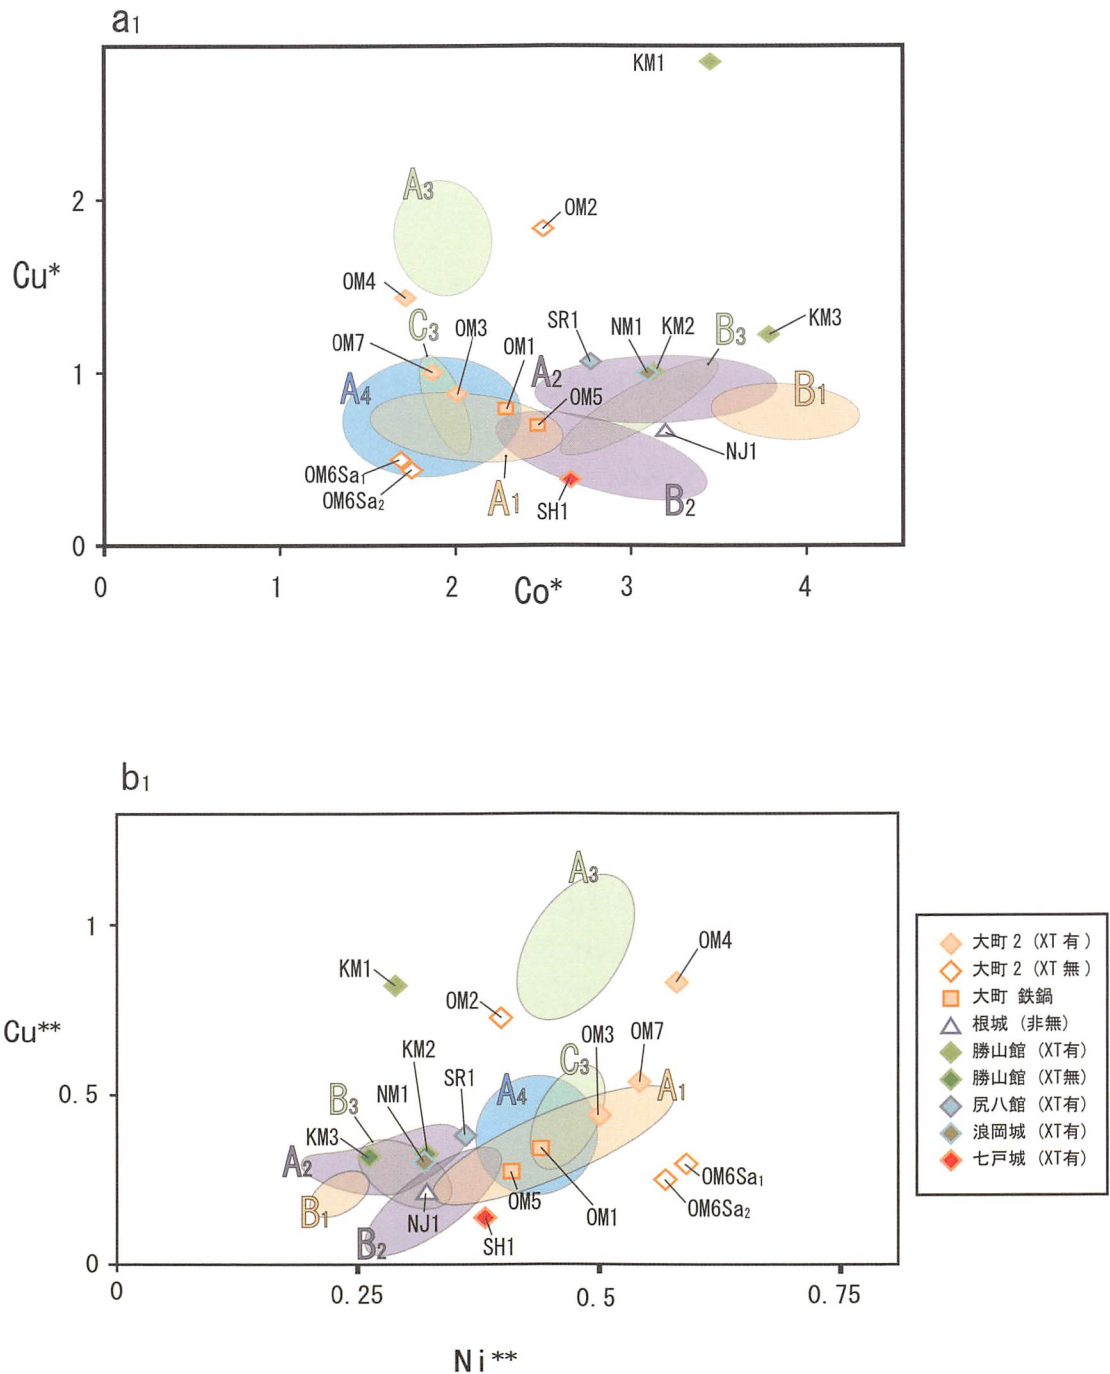 a1
KM1
A3
2
OM2
Cu*
OM4
C3
OM3
SR1
NM1
KM2
B3
KM3
OM7
OM1
1
A4
A2
OM5
B1
OM6Sa1
NJ1
OM6Sa2
A1
SH1
B2
0
0
1
2
3
4
Co*
b1
A3
1
OM4
KM1
OM2
Cu**
OM3
OM7
KM2
C3
SR1
NM1
A4
A1
0.5
B3
KM3
A2
OM6Sa1
OM5
OM6Sa2
B1
NJ1
OM1
B2
SH1
0
0
0.25
0.5
0.75
Ni**
大町2 (XT有)
大町2 (XT無)
大町 鉄鍋
根城 (非無)
勝山館 (XT有)
勝山館 (XT無)
尻八館 (XT有)
浪岡城 (XT有)
七戸城 (XT有)